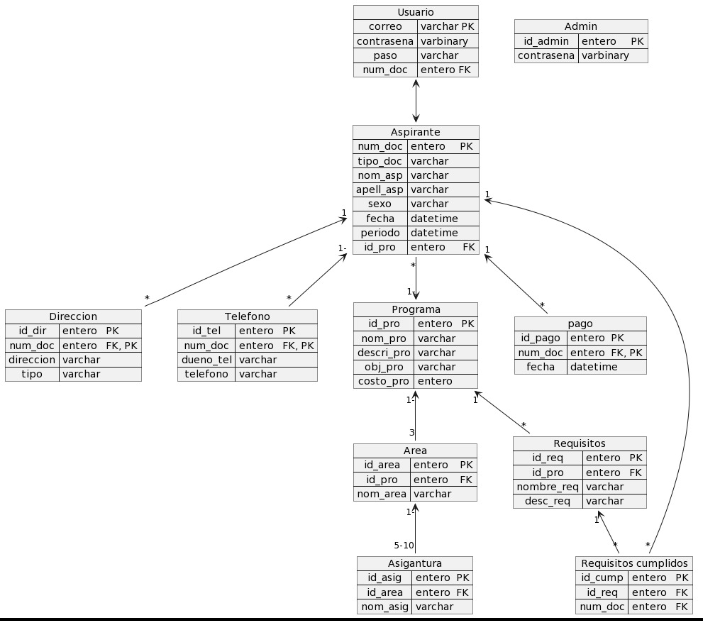 Usuario
correo varchar PK
contrasena varbinary
paso varchar
num_doc entero FK
Admin
id_admin entero PK
contrasena varbinary
Aspirante
num_doc entero PK
tipo_doc varchar
nom_asp varchar
apell_asp varchar
sexo varchar
fecha datetime
periodo datetime
id_pro entero FK
1
1-
*
1
1
*
*
1
*
Direccion
id_dir entero PK
num_doc entero FK, PK
direccion varchar
tipo varchar
Telefono
id_tel entero PK
num_doc entero FK, PK
dueno_tel varchar
telefono varchar
Programa
id_pro entero PK
nom_pro varchar
descri_pro varchar
obj_pro varchar
costo_pro entero
pago
id_pago entero PK
num_doc entero FK, PK
fecha datetime
1-
1
3
*
Area
id_area entero PK
id_pro entero FK
nom_area varchar
Requisitos
id_req entero PK
id_pro entero FK
nombre_req varchar
desc_req varchar
1-
1
5-10
*
*
Asigantura
id_asig entero PK
id_area entero FK
nom_asig varchar
Requisitos cumplidos
id_cump entero PK
id_req entero FK
num_doc entero FK